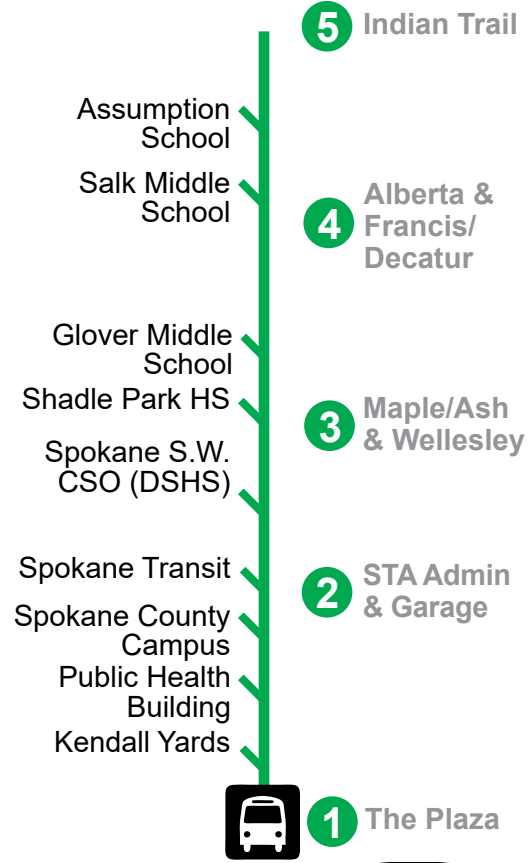 5 Indian Trail
Assumption
School
Salk Middle
School
4 Alberta &
Francis/
Decatur
Glover Middle
School
Shadle Park HS
3 Maple/Ash
& Wellesley
Spokane S.W.
CSO (DSHS)
Spokane Transit
2 STA Admin
& Garage
Spokane County
Campus
Public Health
Building
Kendall Yards
1 The Plaza